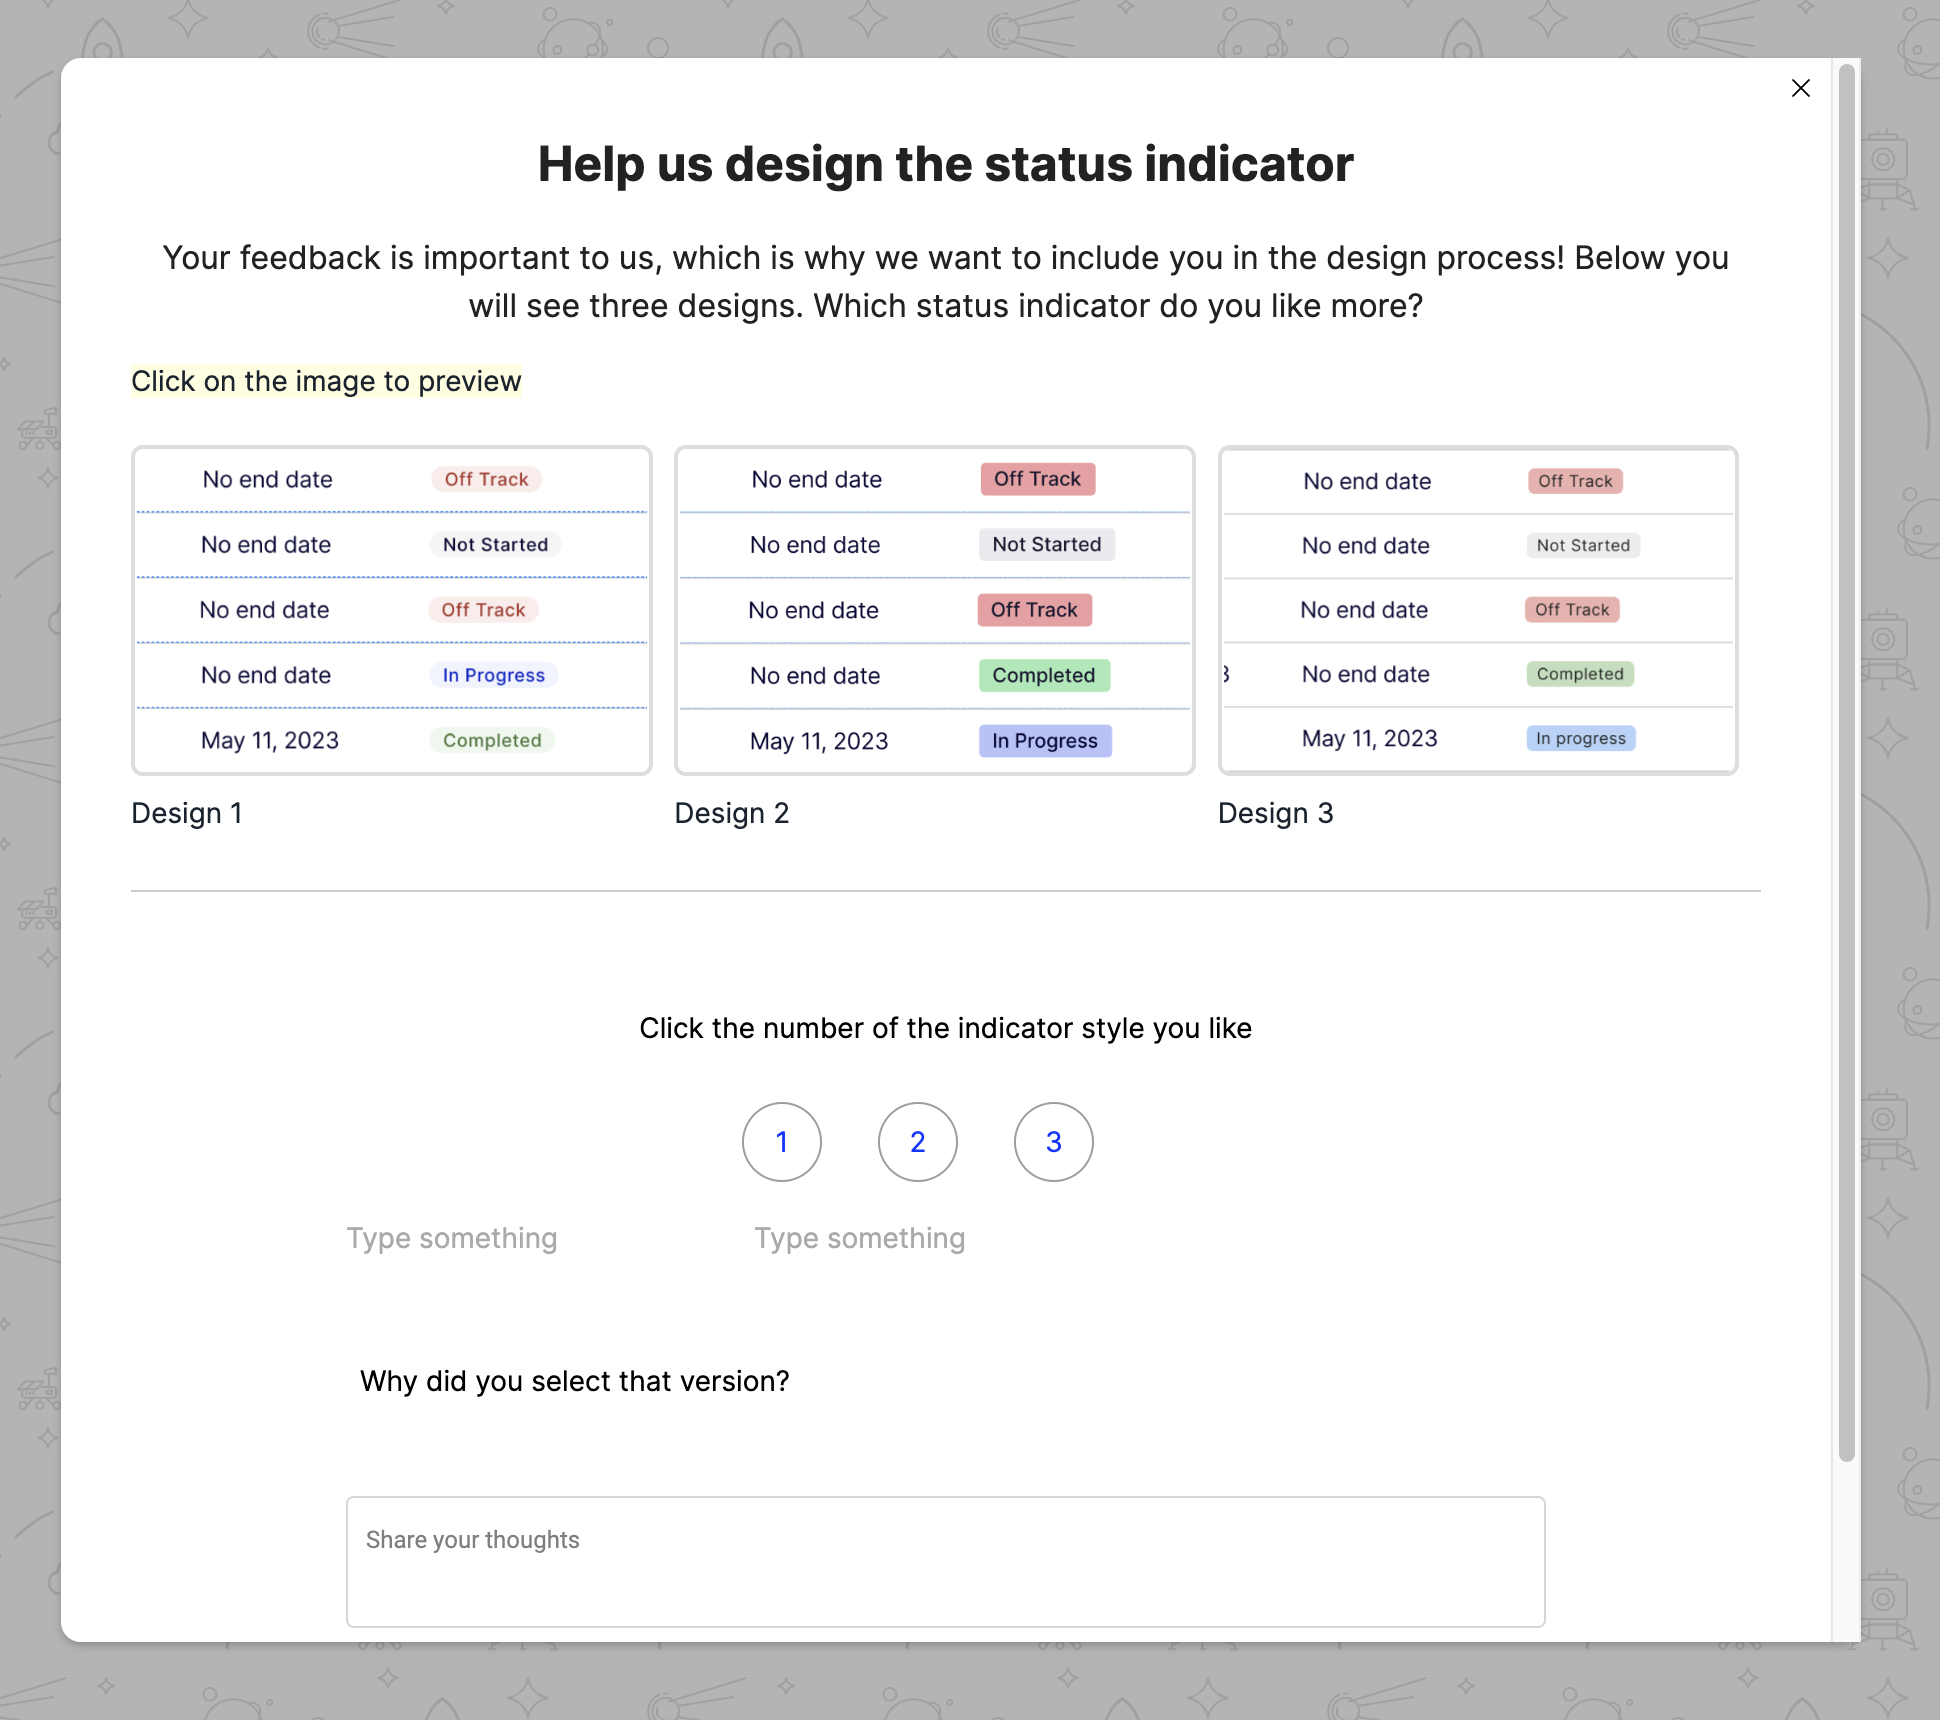 Help us design the status indicator
Your feedback is important to us, which is why we want to include you in the design process! Below you
will see three designs. Which status indicator do you like more?
Click on the image to preview
No end date Off Track
No end date Not Started
No end date Off Track
No end date In Progress
May 11, 2023 Completed
Design 1
No end date Off Track
No end date Not Started
No end date Off Track
No end date Completed
May 11, 2023 In Progress
Design 2
No end date Off Track
No end date Not Started
No end date Off Track
3 No end date Completed
May 11, 2023 In progress
Design 3
Click the number of the indicator style you like
1 2 3
Type something Type something
Why did you select that version?
Share your thoughts